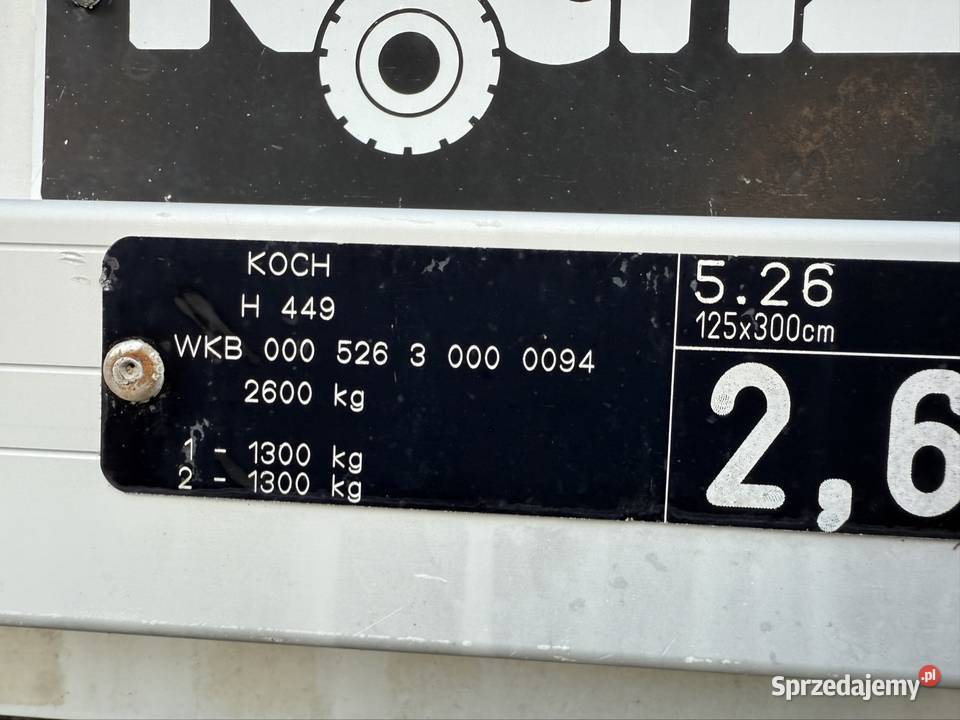 KOCH
H 449
WKB 000 526 3 000 0094
2600 kg
1 - 1300 kg
2 - 1300 kg
5.26
125x300cm
2,6
Sprzedajemy.pl